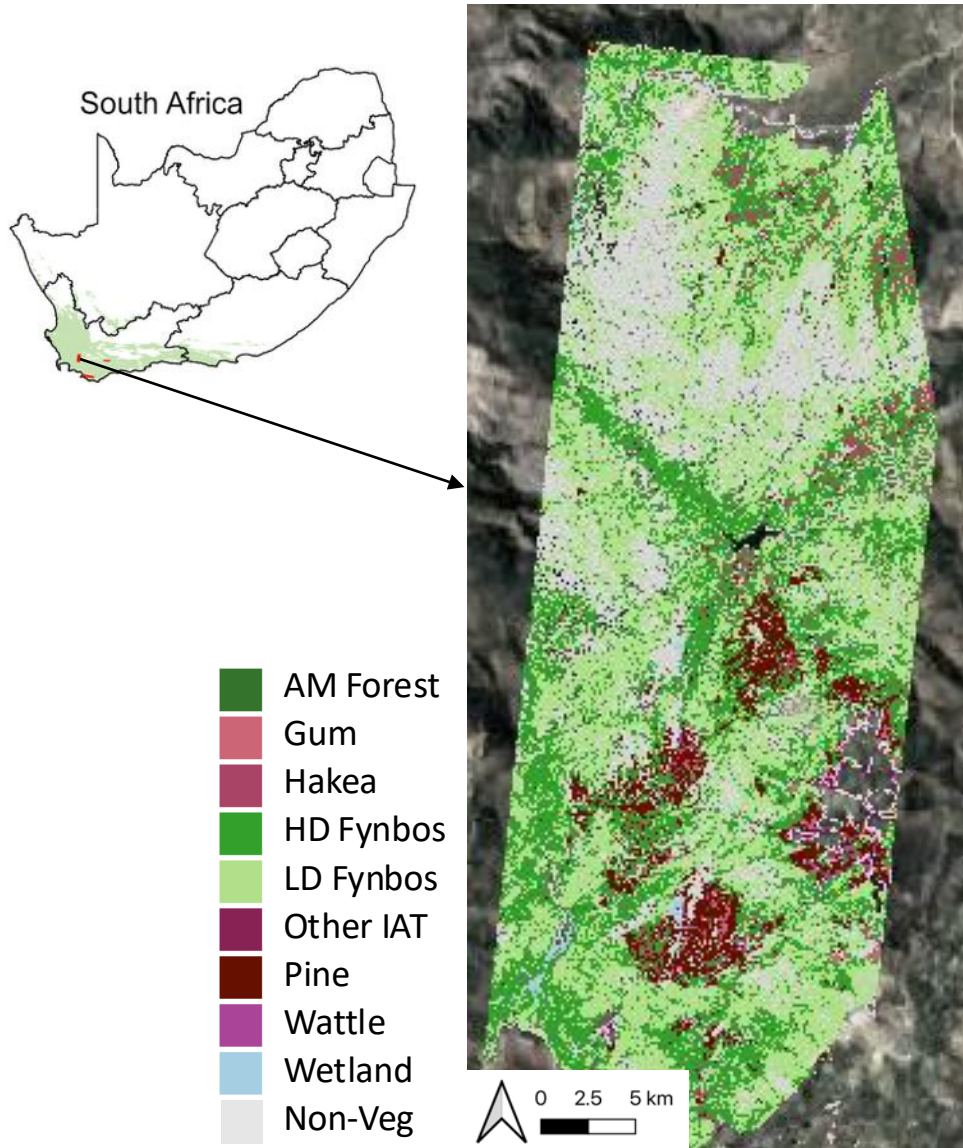 South Africa
AM Forest
Gum
Hakea
HD Fynbos
LD Fynbos
Other IAT
Pine
Wattle
Wetland
Non-Veg
0 2.5 5 km